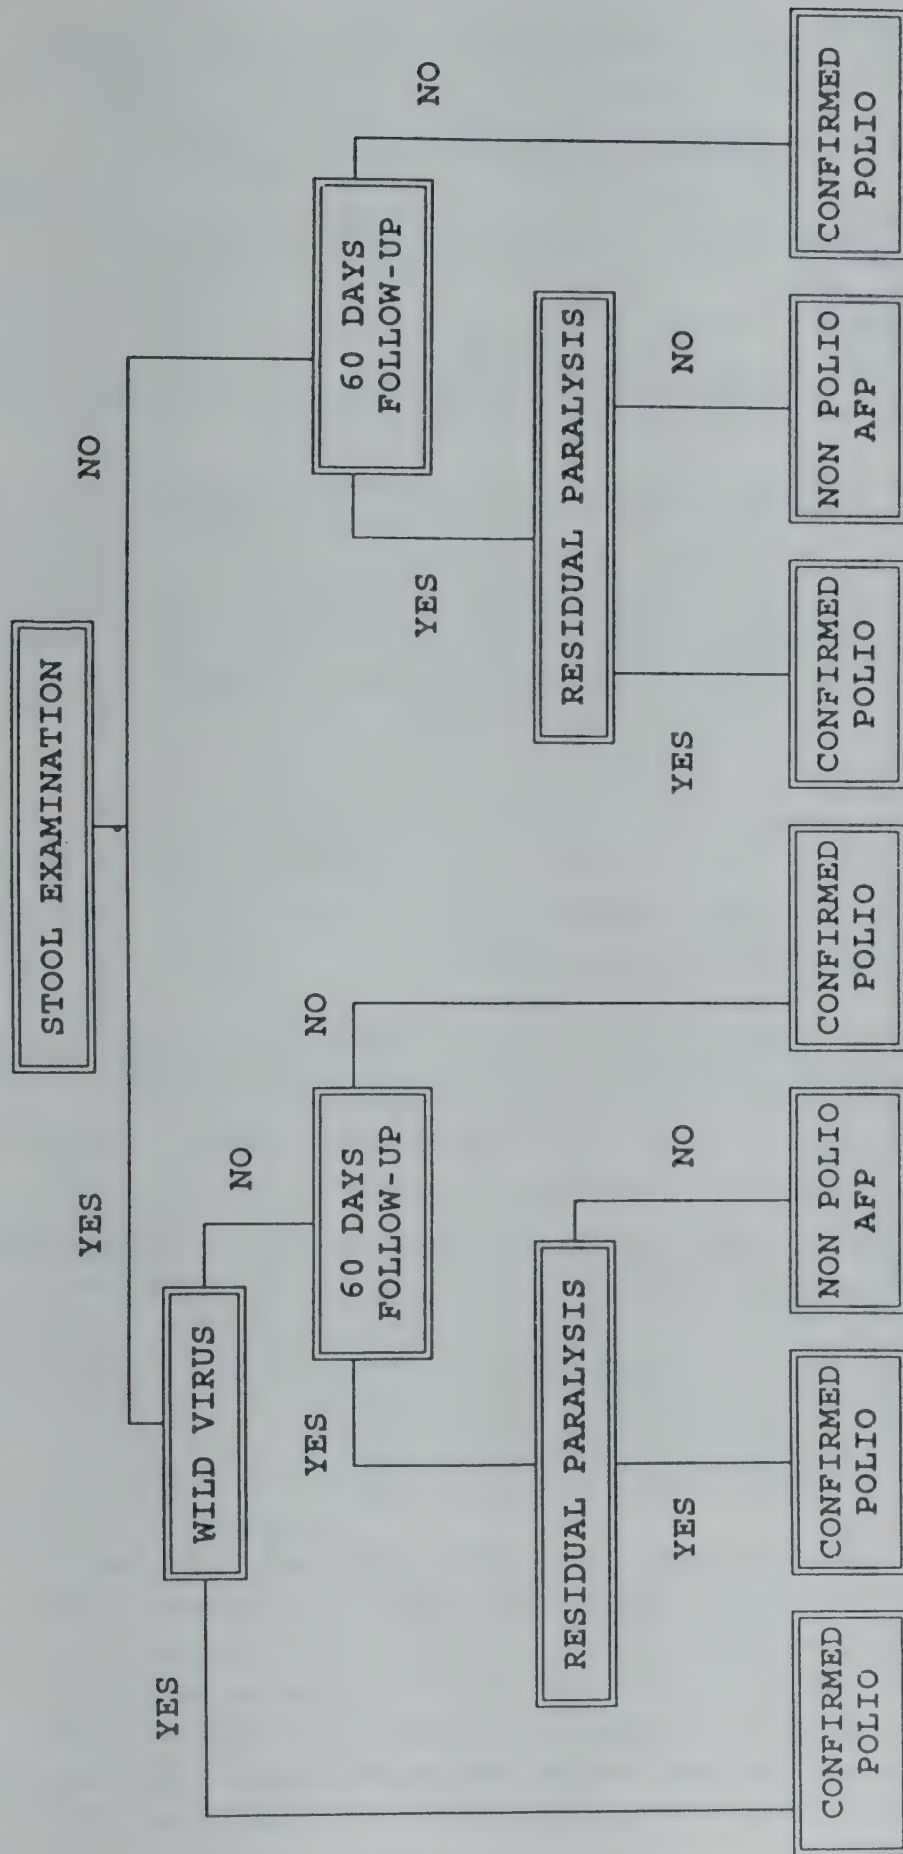 STOOL EXAMINATION
YES
NO
WILD VIRUS
YES
NO
60 DAYS
FOLLOW-UP
YES
NO
60 DAYS
FOLLOW-UP
YES
NO
RESIDUAL PARALYSIS
YES
NO
RESIDUAL PARALYSIS
YES
NO
CONFIRMED
POLIO
CONFIRMED
POLIO
NON POLIO
AFP
CONFIRMED
POLIO
CONFIRMED
POLIO
NON POLIO
AFP
CONFIRMED
POLIO